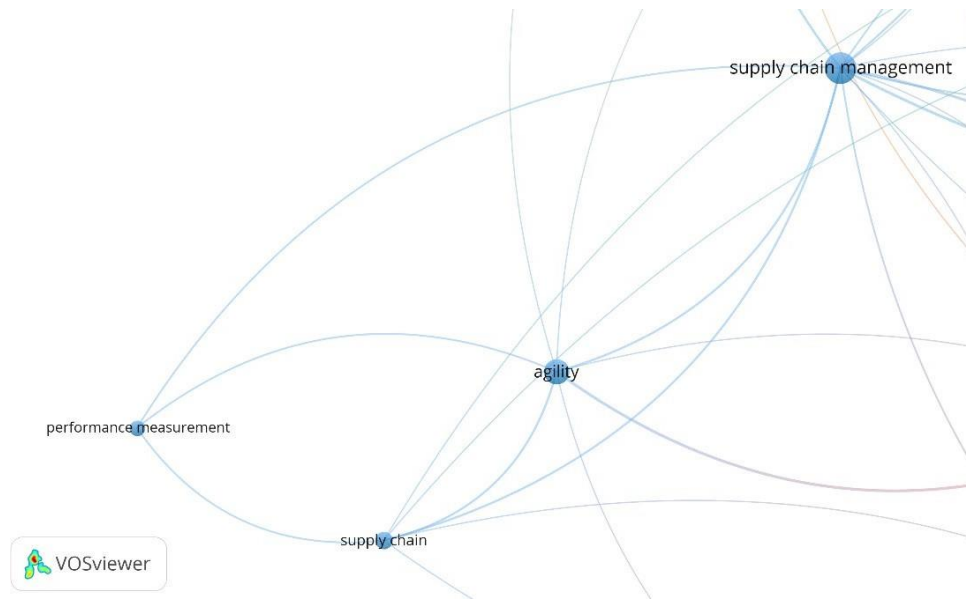 supply chain management
agility
performance measurement
supply chain
VOSviewer